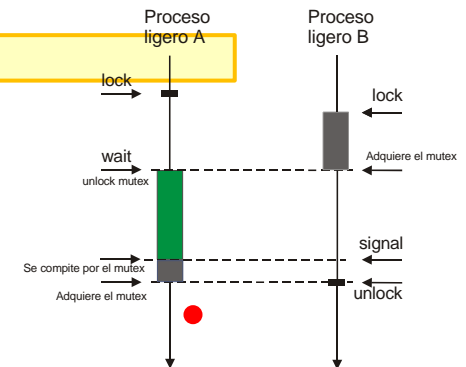 Proceso
ligero A
Proceso
ligero B
lock
lock
wait
unlock mutex
Adquiere el mutex
signal
Se compite por el mutex
Adquiere el mutex
unlock